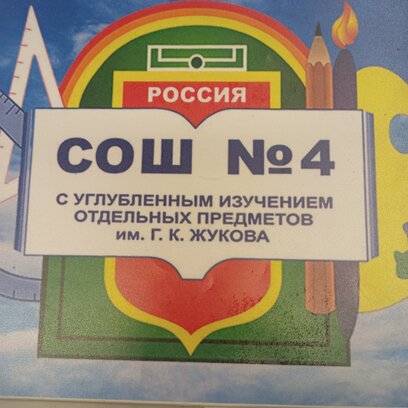 РОССИЯ
СОШ №4
С УГЛУБЛЕННЫМ ИЗУЧЕНИЕМ
ОТДЕЛЬНЫХ ПРЕДМЕТОВ
им. Г. К. ЖУКОВА